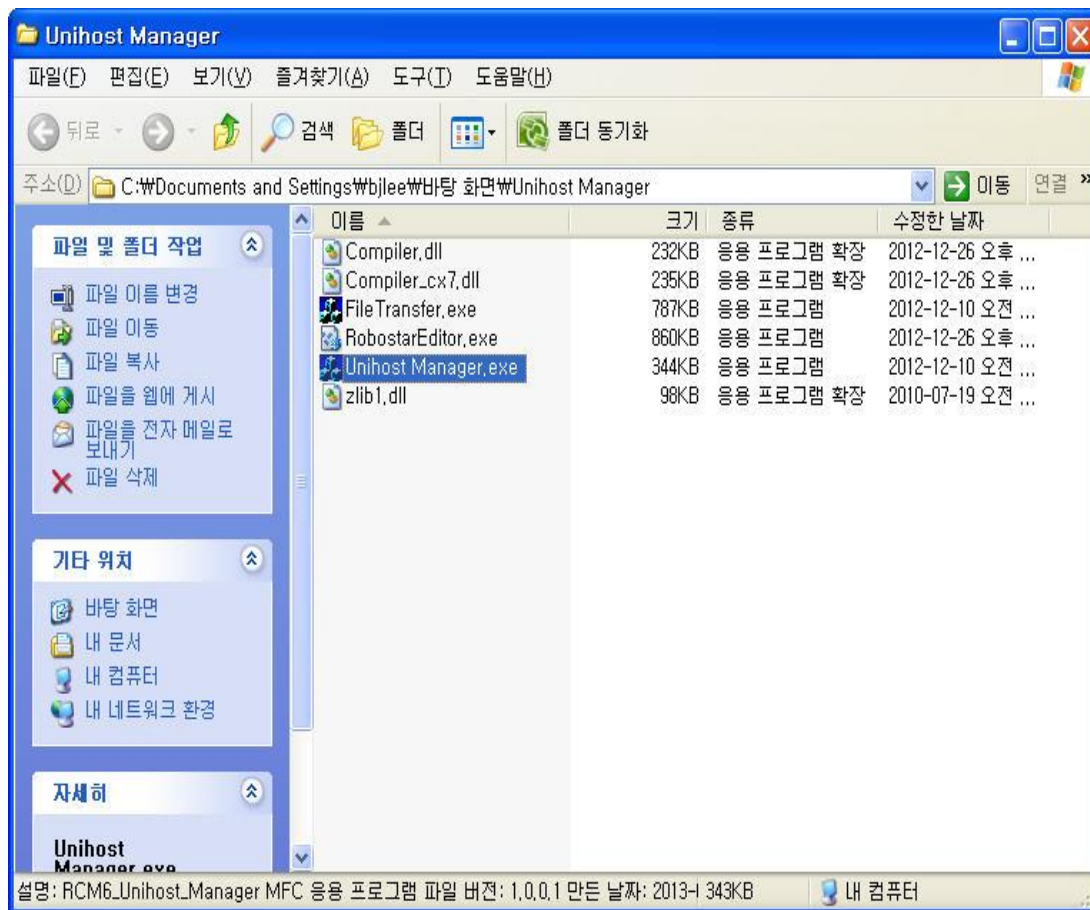 Unihost Manager
파일(F) 편집(E) 보기(V) 즐겨찾기(A) 도구(T) 도움말(H)
뒤로 검색 폴더 폴더 동기화
주소(D) C:₩Documents and Settings₩bjlee₩바탕 화면₩Unihost Manager 이동 연결 »
파일 및 폴더 작업
파일 이름 변경
파일 이동
파일 복사
파일을 웹에 게시
파일을 전자 메일로
보내기
파일 삭제
기타 위치
바탕 화면
내 문서
내 컴퓨터
내 네트워크 환경
자세히
Unihost
Manager.exe
이름 크기 종류 수정한 날짜
Compiler.dll 232KB 응용 프로그램 확장 2012-12-26 오후 ...
Compiler_cx7.dll 235KB 응용 프로그램 확장 2012-12-26 오후 ...
FileTransfer.exe 787KB 응용 프로그램 2012-12-10 오전 ...
RobostarEditor.exe 860KB 응용 프로그램 2012-12-26 오후 ...
Unihost Manager.exe 344KB 응용 프로그램 2012-12-10 오전 ...
zlib1.dll 98KB 응용 프로그램 확장 2010-07-19 오전 ...
설명: RCM6_Unihost_Manager MFC 응용 프로그램 파일 버전: 1.0.0.1 만든 날짜: 2013-( 343KB 내 컴퓨터